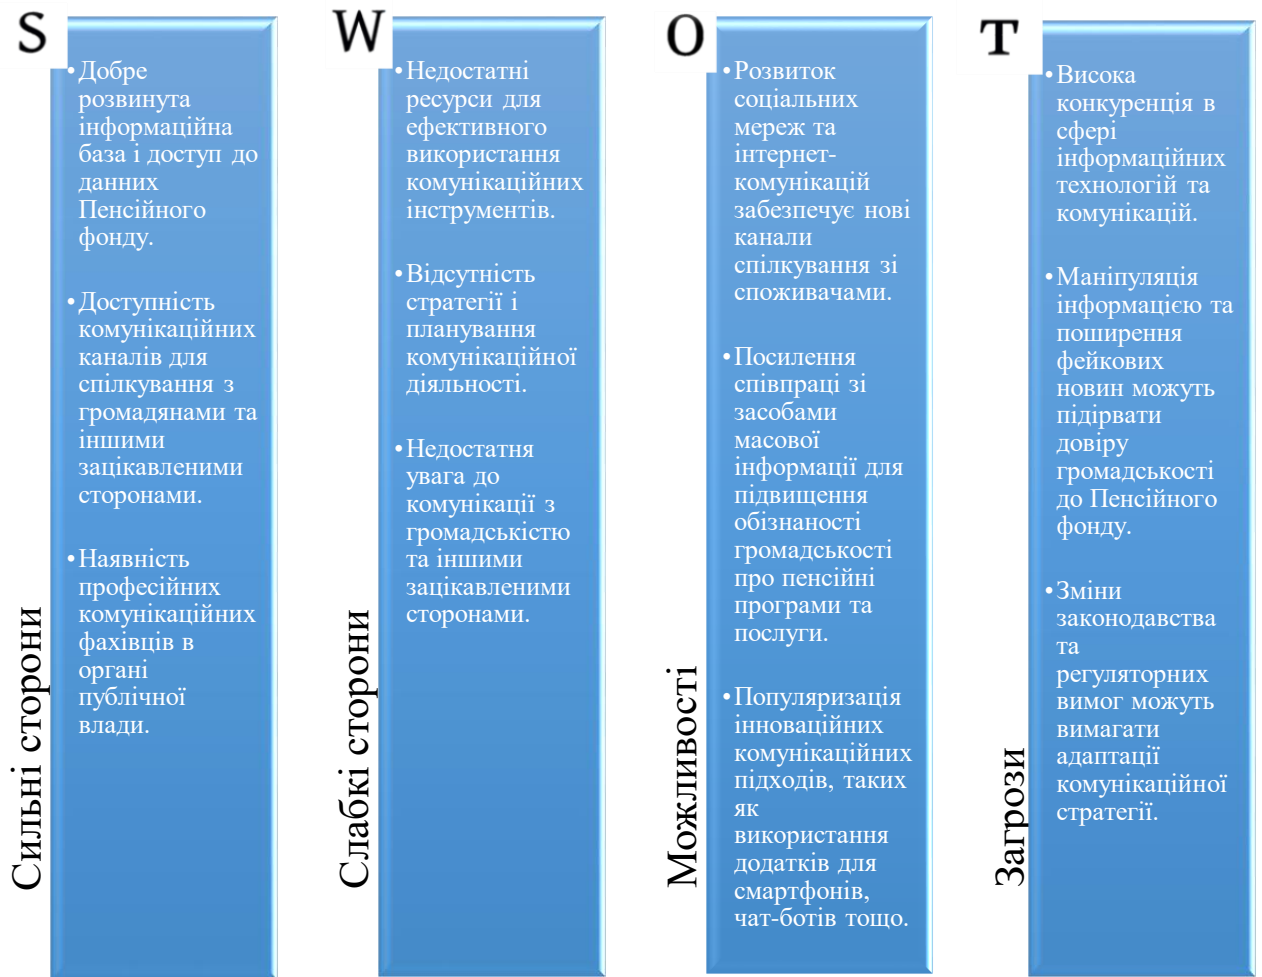 S
Сильні сторони
•Добре
розвинута
інформаційна
база і доступ до
данних
Пенсійного
фонду.
•Доступність
комунікаційних
каналів для
спілкування з
громадянами та
іншими
зацікавленими
сторонами.
•Наявність
професійних
комунікаційних
фахівців в
органі
публічної
влади.
W
Слабкі сторони
•Недостатні
ресурси для
ефективного
використання
комунікаційних
інструментів.
•Відсутність
стратегії і
планування
комунікаційної
діяльності.
•Недостатня
увага до
комунікації з
громадськістю
та іншими
зацікавленими
сторонами.
O
Можливості
•Розвиток
соціальних
мереж та
інтернет-
комунікацій
забезпечує нові
канали
спілкування зі
споживачами.
•Посилення
співпраці зі
засобами
масової
інформації для
підвищення
обізнаності
громадськості
про пенсійні
програми та
послуги.
•Популяризація
інноваційних
комунікаційних
підходів, таких
як
використання
додатків для
смартфонів,
чат-ботів тощо.
T
Загрози
•Висока
конкуренція в
сфері
інформаційних
технологій та
комунікацій.
•Маніпуляція
інформацією та
поширення
фейкових
новин можуть
підірвати
довіру
громадськості
до Пенсійного
фонду.
•Зміни
законодавства
та
регуляторних
вимог можуть
вимагати
адаптації
комунікаційної
стратегії.